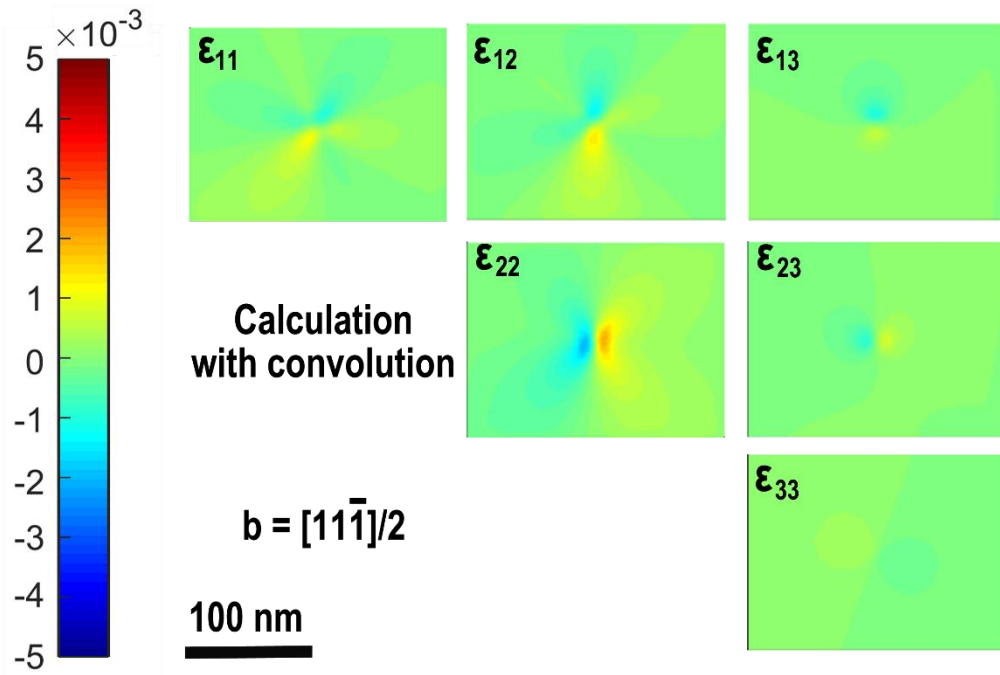 ×10⁻³
5
4
3
2
1
0
-1
-2
-3
-4
-5
ε₁₁
ε₁₂
ε₁₃
ε₂₂
ε₂₃
ε₃₃
Calculation
with convolution
b = [111̄]/2
100 nm